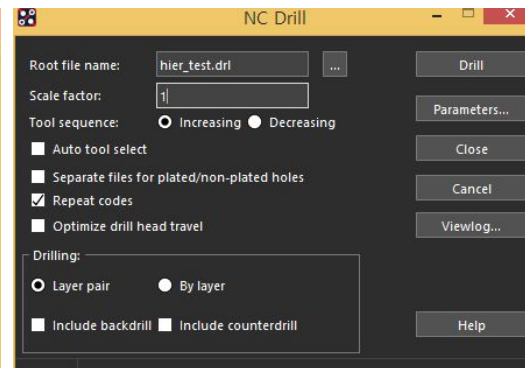 NC Drill
Root file name: hier_test.drl ... Drill
Scale factor: 1
Parameters...
Tool sequence: Increasing Decreasing
Auto tool select Close
Separate files for plated/non-plated holes
Cancel
Repeat codes
Optimize drill head travel Viewlog...
Drilling:
Layer pair By layer
Include backdrill Include counterdrill Help